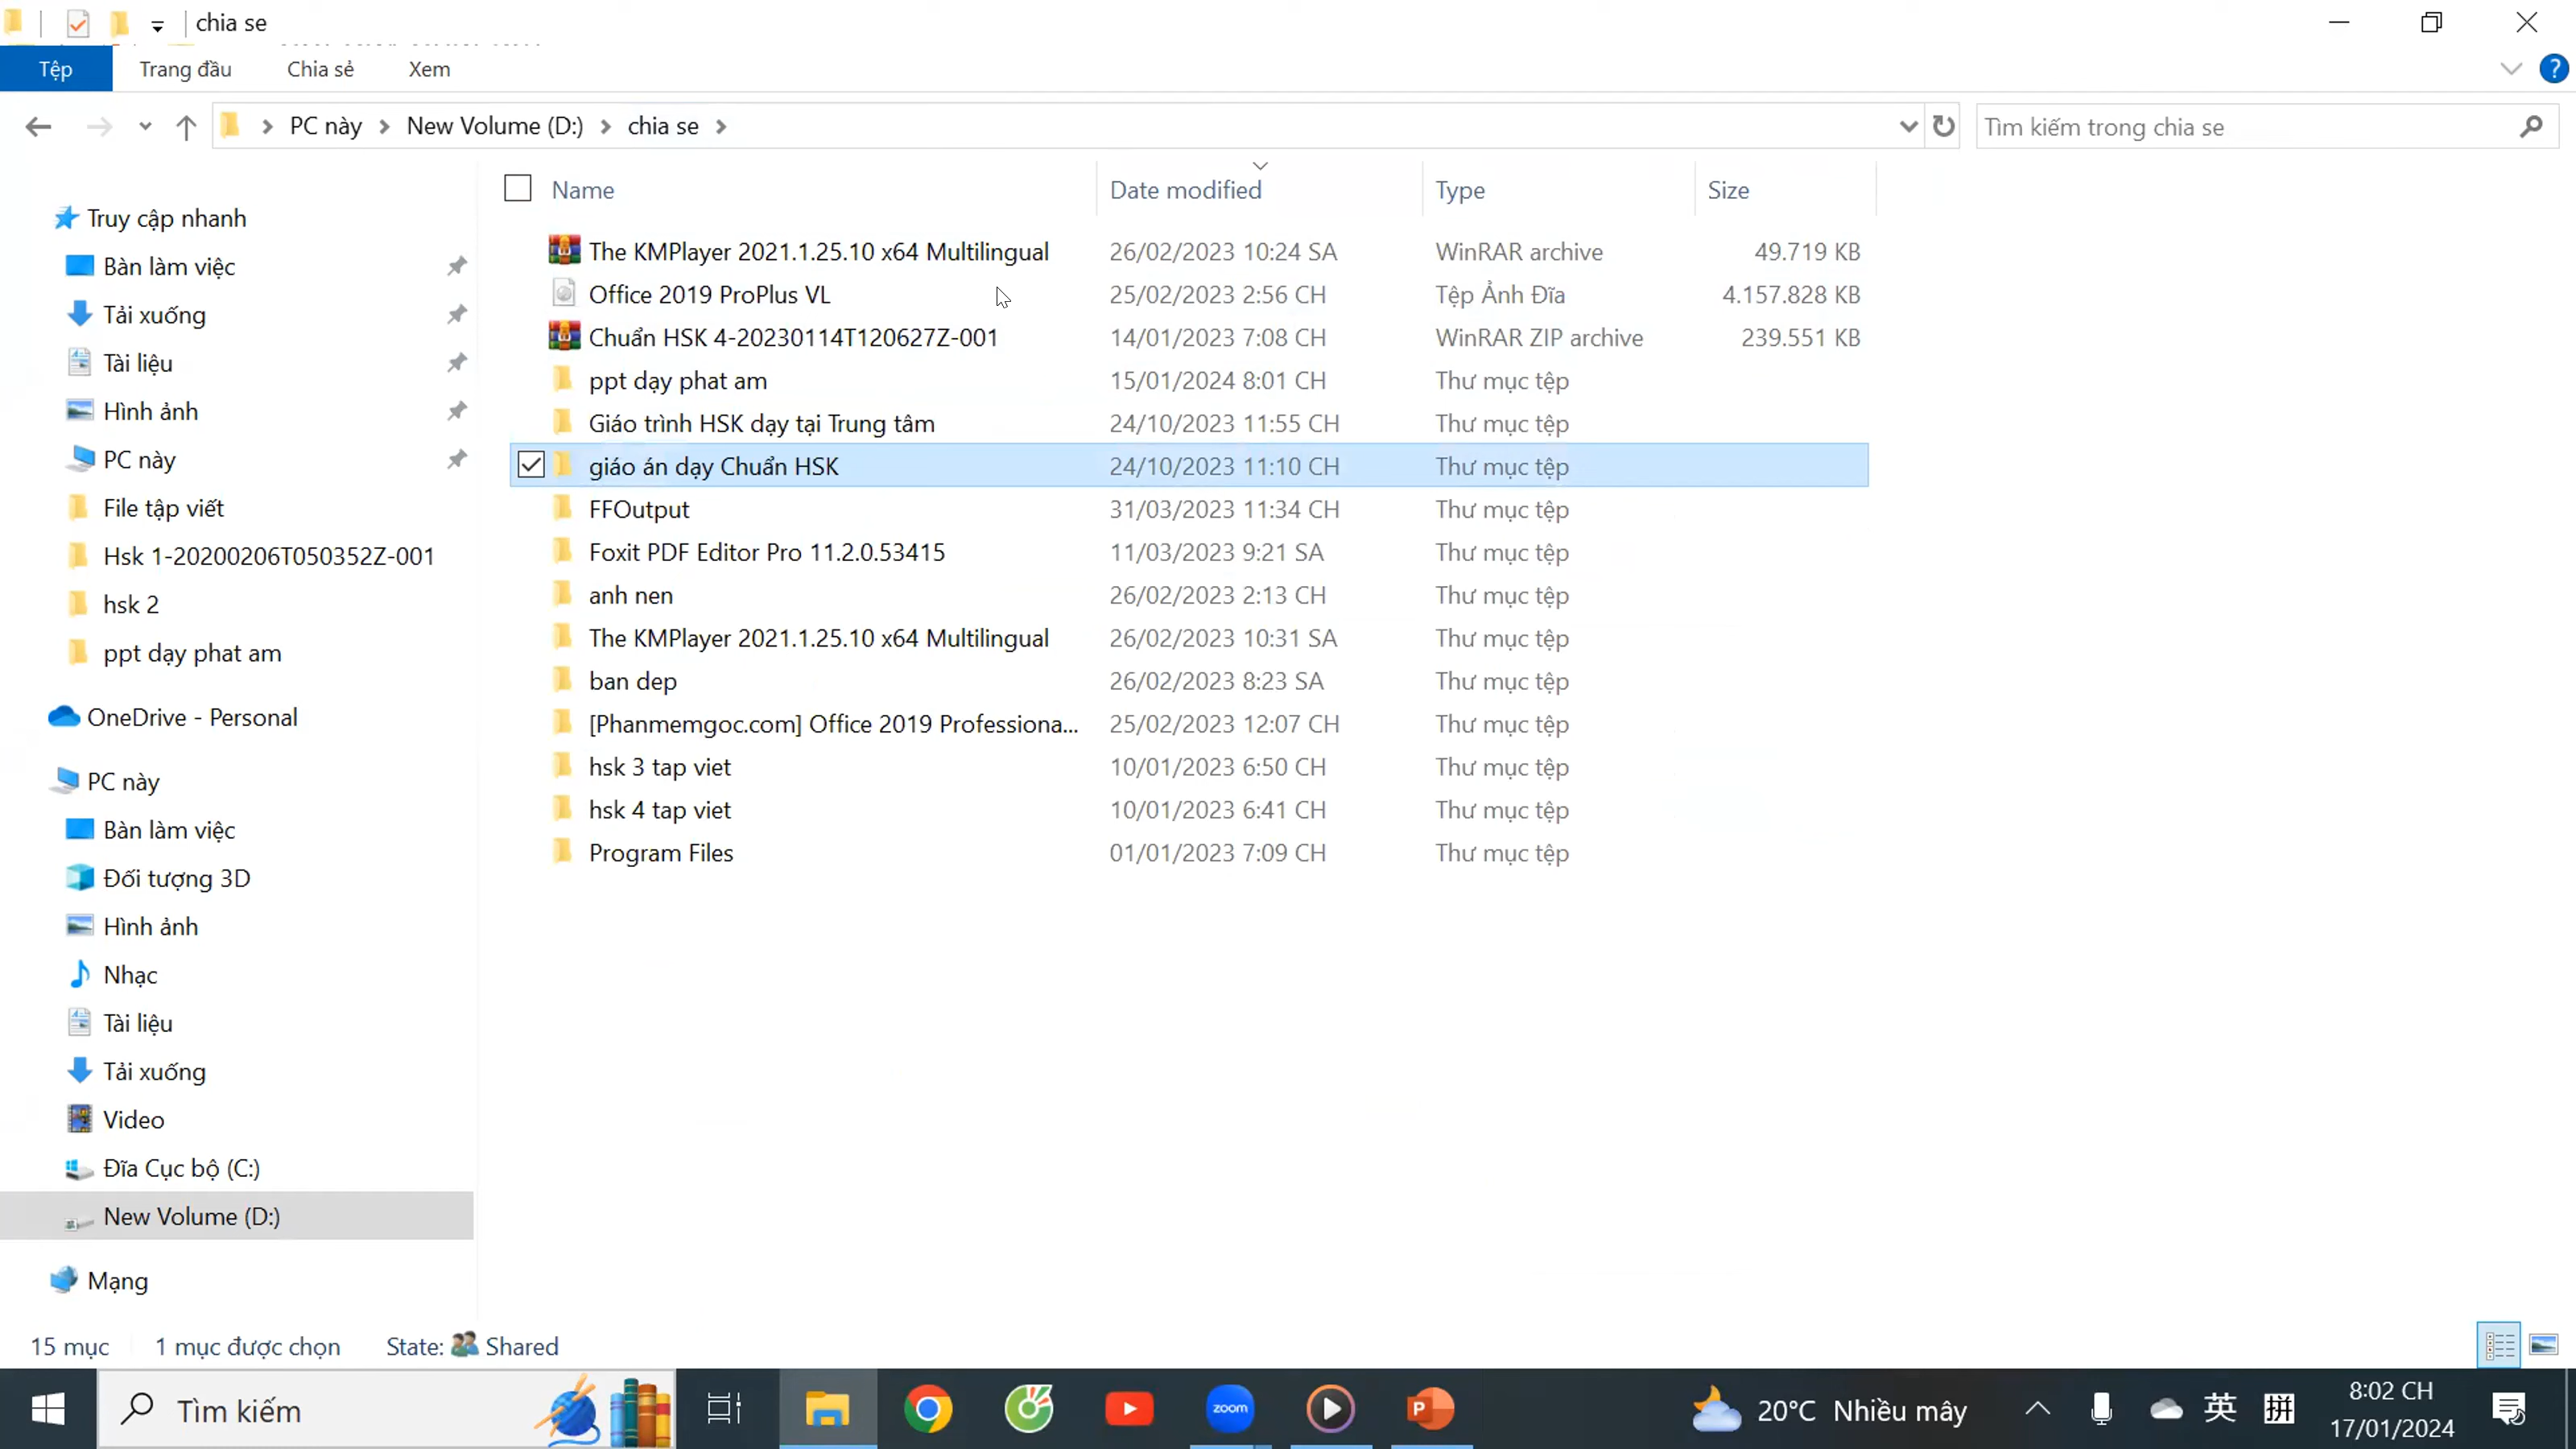 chia se
Tệp Trang đầu Chia sẻ Xem
PC này New Volume (D:) chia se Tìm kiếm trong chia se
Truy cập nhanh
Bàn làm việc
Tải xuống
Tài liệu
Hình ảnh
PC này
File tập viết
Hsk 1-20200206T050352Z-001
hsk 2
ppt dạy phat am
OneDrive - Personal
PC này
Bàn làm việc
Đối tượng 3D
Hình ảnh
Nhạc
Tài liệu
Tải xuống
Video
Đĩa Cục bộ (C:)
New Volume (D:)
Mạng
Name Date modified Type Size
The KMPlayer 2021.1.25.10 x64 Multilingual 26/02/2023 10:24 SA WinRAR archive 49.719 KB
Office 2019 ProPlus VL 25/02/2023 2:56 CH Tệp Ảnh Đĩa 4.157.828 KB
Chuẩn HSK 4-20230114T120627Z-001 14/01/2023 7:08 CH WinRAR ZIP archive 239.551 KB
ppt dạy phat am 15/01/2024 8:01 CH Thư mục tệp
Giáo trình HSK dạy tại Trung tâm 24/10/2023 11:55 CH Thư mục tệp
giáo án dạy Chuẩn HSK 24/10/2023 11:10 CH Thư mục tệp
FFOutput 31/03/2023 11:34 CH Thư mục tệp
Foxit PDF Editor Pro 11.2.0.53415 11/03/2023 9:21 SA Thư mục tệp
anh nen 26/02/2023 2:13 CH Thư mục tệp
The KMPlayer 2021.1.25.10 x64 Multilingual 26/02/2023 10:31 SA Thư mục tệp
ban dep 26/02/2023 8:23 SA Thư mục tệp
[Phanmemgoc.com] Office 2019 Professiona... 25/02/2023 12:07 CH Thư mục tệp
hsk 3 tap viet 10/01/2023 6:50 CH Thư mục tệp
hsk 4 tap viet 10/01/2023 6:41 CH Thư mục tệp
Program Files 01/01/2023 7:09 CH Thư mục tệp
15 mục 1 mục được chọn State: Shared
Tìm kiếm zoom P 20°C Nhiều mây 英 拼 8:02 CH
17/01/2024